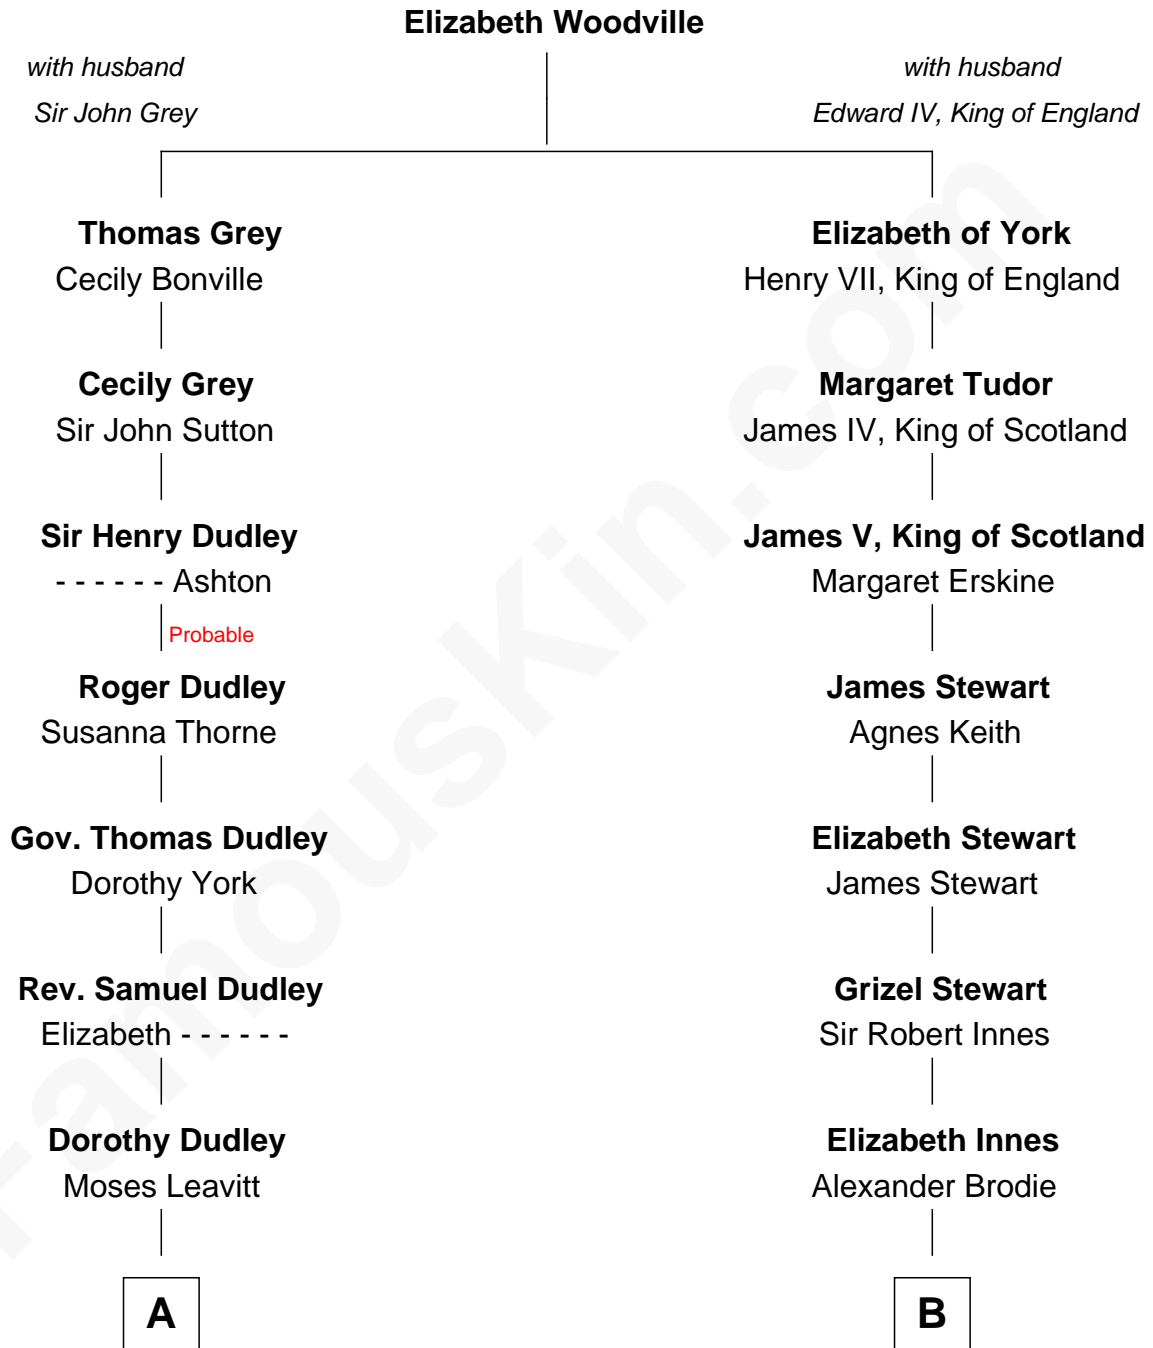 Elizabeth Woodville
with husband
Sir John Grey
with husband
Edward IV, King of England
Thomas Grey
Cecily Bonville
Elizabeth of York
Henry VII, King of England
Cecily Grey
Sir John Sutton
Margaret Tudor
James IV, King of Scotland
Sir Henry Dudley
- - - - - - Ashton
Probable
James V, King of Scotland
Margaret Erskine
Roger Dudley
Susanna Thorne
James Stewart
Agnes Keith
Gov. Thomas Dudley
Dorothy York
Elizabeth Stewart
James Stewart
Rev. Samuel Dudley
Elizabeth - - - - - -
Grizel Stewart
Sir Robert Innes
Dorothy Dudley
Moses Leavitt
Elizabeth Innes
Alexander Brodie
A
B
FamousKin.com